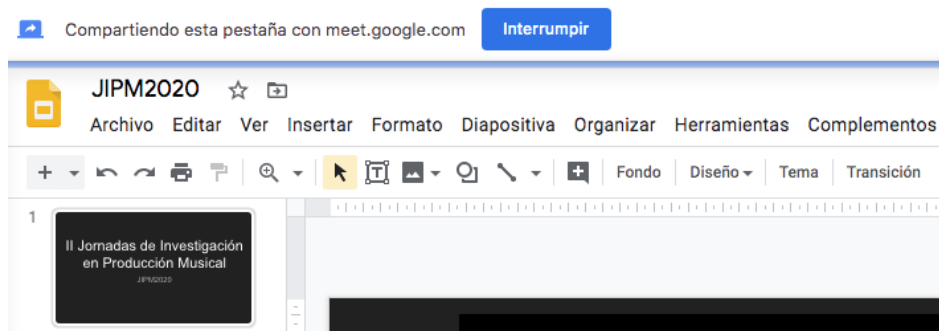 Compartiendo esta pestaña con meet.google.com Interrumpir
JIPM2020
Archivo Editar Ver Insertar Formato Diapositiva Organizar Herramientas Complementos
Fondo Diseño Tema Transición
1
II Jornadas de Investigación
en Producción Musical
JIPM2020